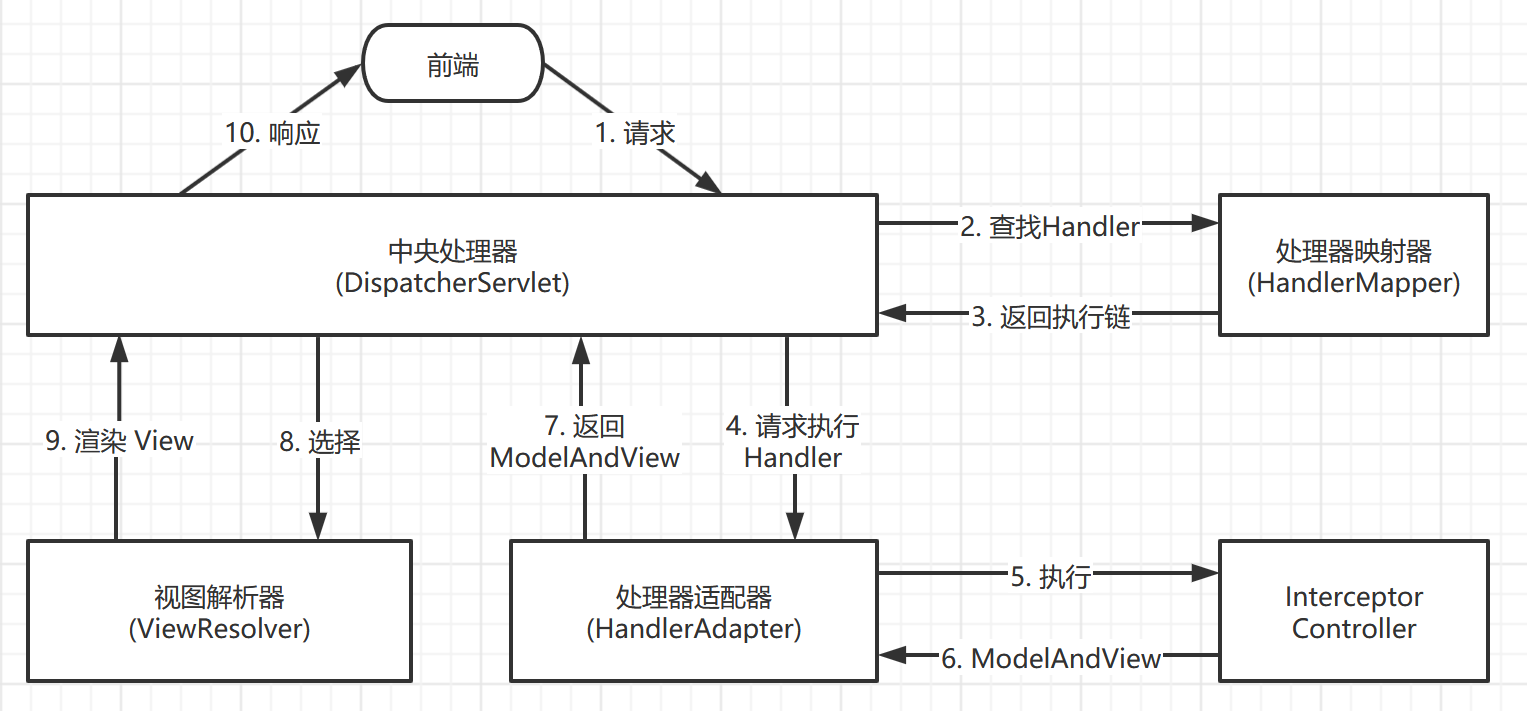 前端
10. 响应
1. 请求
中央处理器
(DispatcherServlet)
2. 查找Handler
3. 返回执行链
处理器映射器
(HandlerMapper)
9. 渲染 View
8. 选择
7. 返回
ModelAndView
4. 请求执行
Handler
视图解析器
(ViewResolver)
处理器适配器
(HandlerAdapter)
5. 执行
6. ModelAndView
Interceptor
Controller